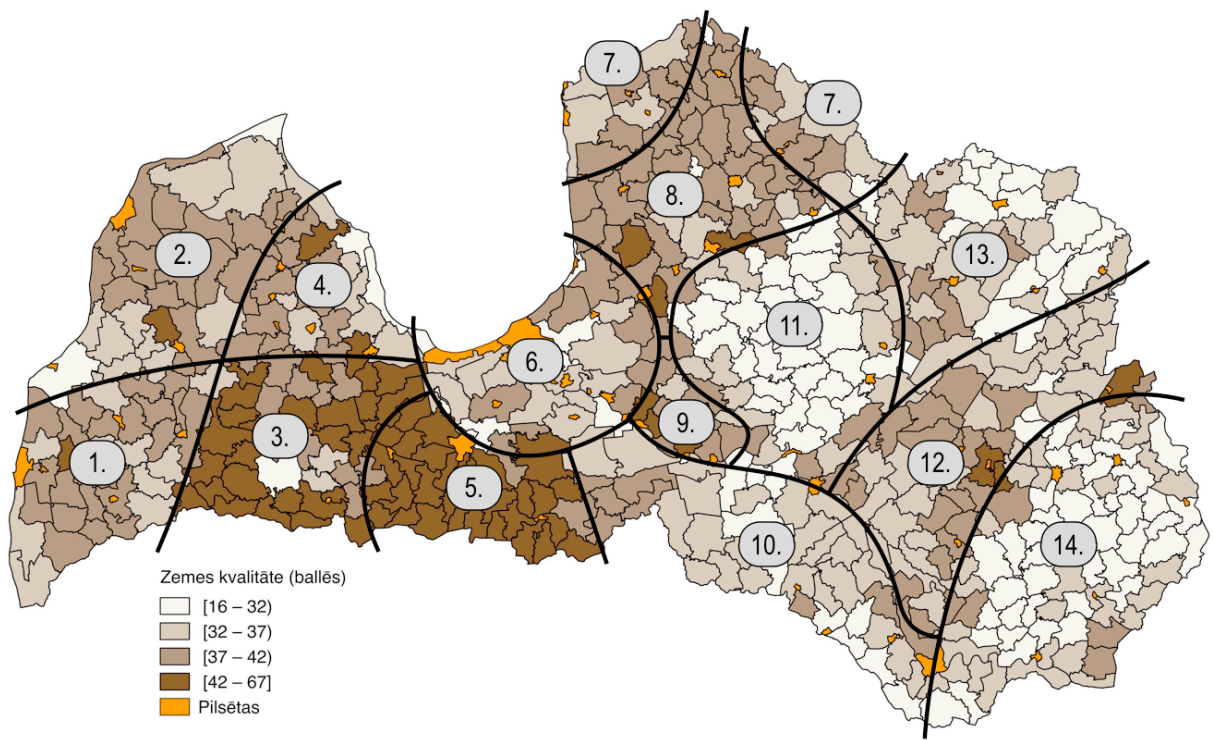 7.
7.
8.
2.
13.
4.
11.
6.
9.
3.
1.
12.
5.
10.
14.
Zemes kvalitāte (ballēs)
[16 – 32)
[32 – 37)
[37 – 42)
[42 – 67]
Pilsētas